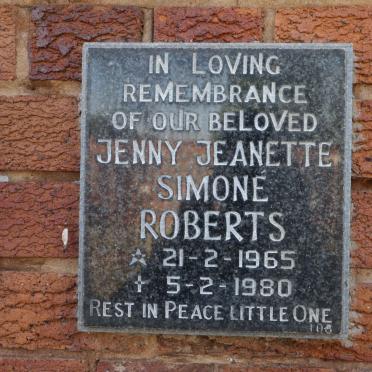 IN LOVING
REMEMBRANCE
OF OUR BELOVED
JENNY JEANETTE
SIMONE
ROBERTS
21-2-1965
5-2-1980
REST IN PEACE LITTLE ONE